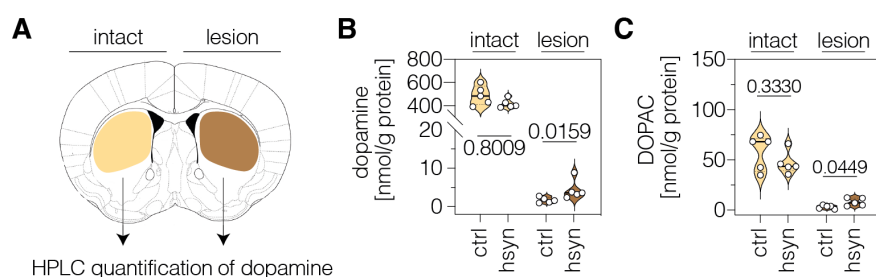 A
intact lesion
HPLC quantification of dopamine
B
intact lesion
dopamine
[nmol/g protein]
800
600
400
20
10
0
0.8009
0.0159
ctrl
hsyn
ctrl
hsyn
C
intact lesion
DOPAC
[nmol/g protein]
150
100
50
0
0.3330
0.0449
ctrl
hsyn
ctrl
hsyn